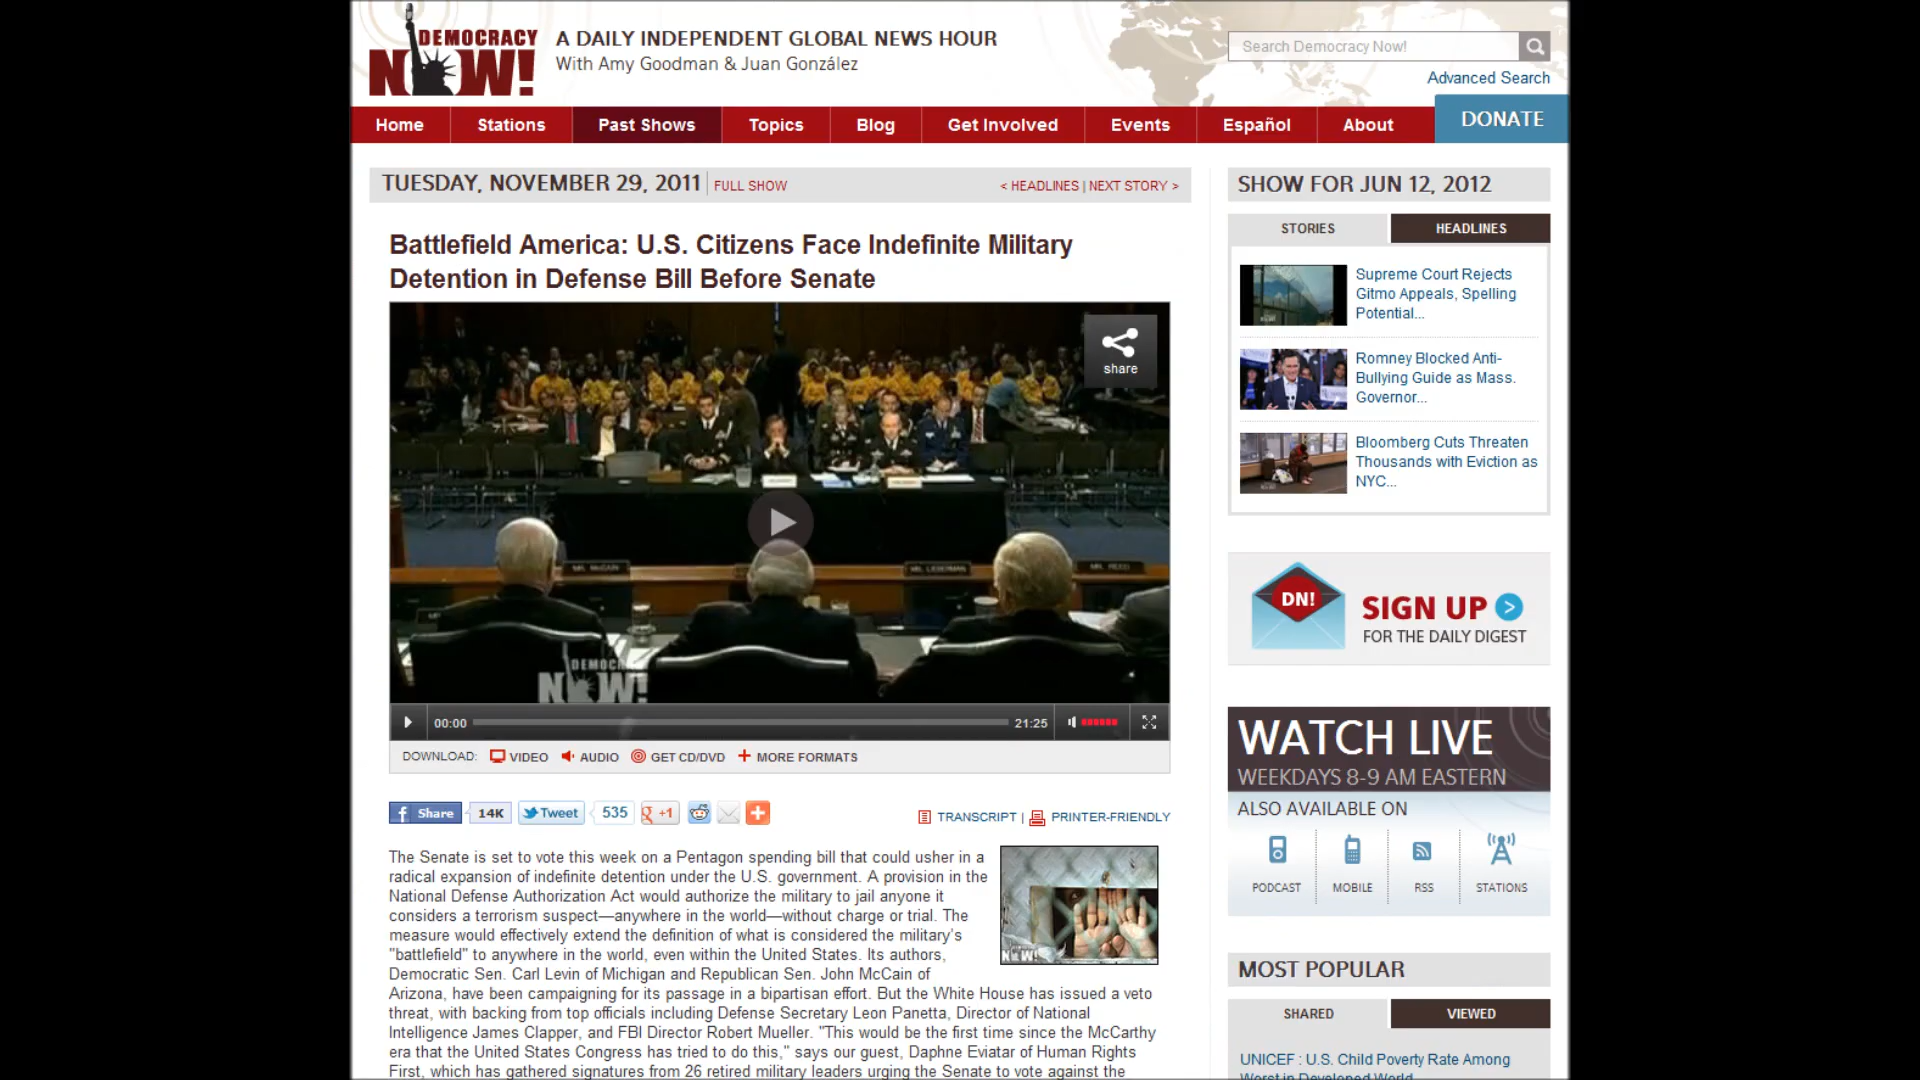 DEMOCRACY NOW!
A DAILY INDEPENDENT GLOBAL NEWS HOUR
With Amy Goodman & Juan González
Search Democracy Now!
Advanced Search
Home
Stations
Past Shows
Topics
Blog
Get Involved
Events
Español
About
DONATE
TUESDAY, NOVEMBER 29, 2011
FULL SHOW
< HEADLINES | NEXT STORY >
Battlefield America: U.S. Citizens Face Indefinite Military
Detention in Defense Bill Before Senate
share
MR. McCAIN
MR. LIEBERMAN
MR. REED
DEMOCRACY
NOW!
00:00
21:25
DOWNLOAD:
VIDEO
AUDIO
GET CD/DVD
MORE FORMATS
Share
14K
Tweet
535
+1
TRANSCRIPT |
PRINTER-FRIENDLY
The Senate is set to vote this week on a Pentagon spending bill that could usher in a
radical expansion of indefinite detention under the U.S. government. A provision in the
National Defense Authorization Act would authorize the military to jail anyone it
considers a terrorism suspect—anywhere in the world—without charge or trial. The
measure would effectively extend the definition of what is considered the military's
"battlefield" to anywhere in the world, even within the United States. Its authors,
Democratic Sen. Carl Levin of Michigan and Republican Sen. John McCain of
Arizona, have been campaigning for its passage in a bipartisan effort. But the White House has issued a veto
threat, with backing from top officials including Defense Secretary Leon Panetta, Director of National
Intelligence James Clapper, and FBI Director Robert Mueller. "This would be the first time since the McCarthy
era that the United States Congress has tried to do this," says our guest, Daphne Eviatar of Human Rights
First, which has gathered signatures from 26 retired military leaders urging the Senate to vote against the
NOW!
SHOW FOR JUN 12, 2012
STORIES
HEADLINES
Supreme Court Rejects
Gitmo Appeals, Spelling
Potential...
Romney Blocked Anti-
Bullying Guide as Mass.
Governor...
Bloomberg Cuts Threaten
Thousands with Eviction as
NYC...
DN!
SIGN UP
FOR THE DAILY DIGEST
WATCH LIVE
WEEKDAYS 8-9 AM EASTERN
ALSO AVAILABLE ON
PODCAST
MOBILE
RSS
STATIONS
MOST POPULAR
SHARED
VIEWED
UNICEF : U.S. Child Poverty Rate Among
Worst in Developed World